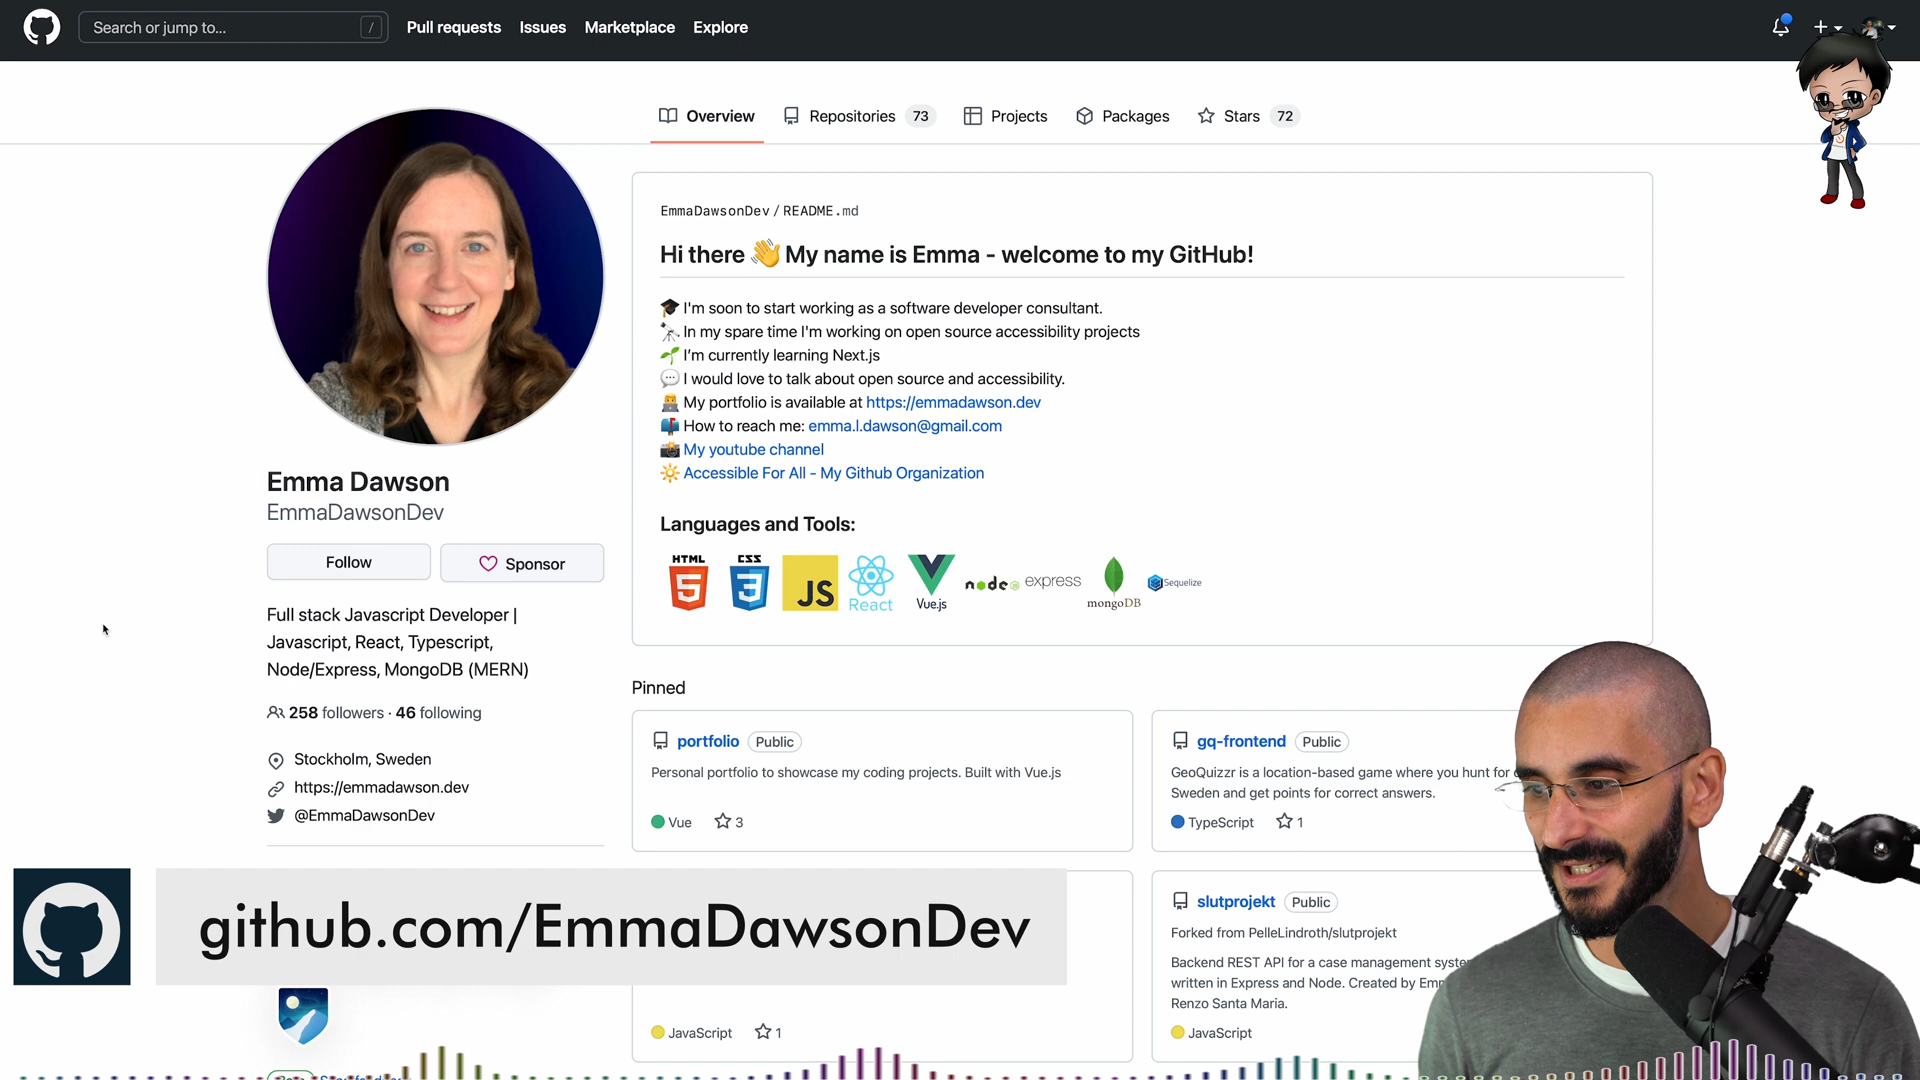 Search or jump to... /
Pull requests
Issues
Marketplace
Explore
Overview
Repositories 73
Projects
Packages
Stars 72
EmmaDawsonDev / README.md
Hi there 👋 My name is Emma - welcome to my GitHub!
🎓 I'm soon to start working as a software developer consultant.
🔭 In my spare time I'm working on open source accessibility projects
🌱 I’m currently learning Next.js
💬 I would love to talk about open source and accessibility.
👩‍💻 My portfolio is available at https://emmadawson.dev
📫 How to reach me: emma.l.dawson@gmail.com
📸 My youtube channel
🔆 Accessible For All - My Github Organization
Languages and Tools:
HTML 5
CSS 3
JS
React
Vue.js
node js
express
mongoDB
Sequelize
Emma Dawson
EmmaDawsonDev
Follow
Sponsor
Full stack Javascript Developer |
Javascript, React, Typescript,
Node/Express, MongoDB (MERN)
258 followers · 46 following
Stockholm, Sweden
https://emmadawson.dev
@EmmaDawsonDev
Pinned
portfolio Public
Personal portfolio to showcase my coding projects. Built with Vue.js
Vue 3
gq-frontend Public
GeoQuizzr is a location-based game where you hunt for
Sweden and get points for correct answers.
TypeScript 1
JavaScript 1
slutprojekt Public
Forked from PelleLindroth/slutprojekt
Backend REST API for a case management syste
written in Express and Node. Created by Em
Renzo Santa Maria.
JavaScript
github.com/EmmaDawsonDev